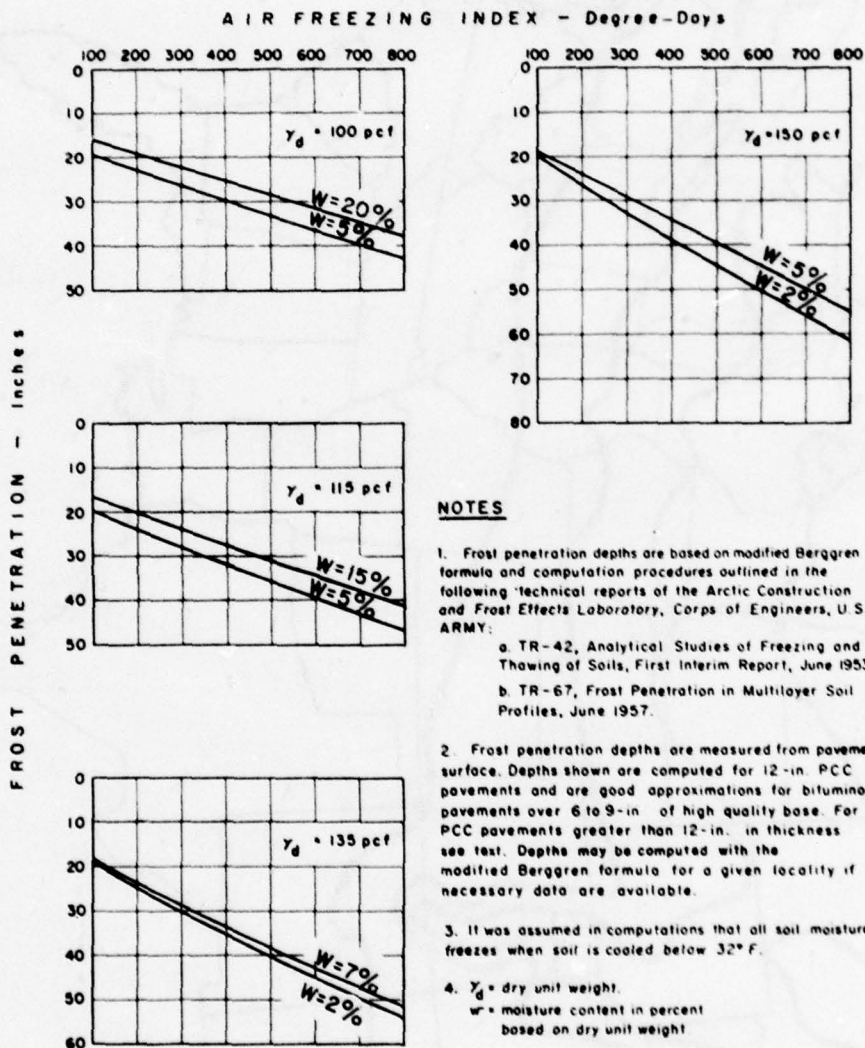 AIR FREEZING INDEX - Degree-Days
100 200 300 400 500 600 700 800
0
10
20
30
40
50
γd = 100 pcf
W=20%
W=5%
100 200 300 400 500 600 700 800
0
10
20
30
40
50
60
70
80
γd = 150 pcf
W=5%
W=2%
FROST PENETRATION - Inches
0
10
20
30
40
50
γd = 115 pcf
W=15%
W=5%
0
10
20
30
40
50
60
γd = 135 pcf
W=7%
W=2%
NOTES
1. Frost penetration depths are based on modified Berggren
formula and computation procedures outlined in the
following technical reports of the Arctic Construction
and Frost Effects Laboratory, Corps of Engineers, U.S
ARMY:
a. TR-42, Analytical Studies of Freezing and
Thawing of Soils, First Interim Report, June 1953
b. TR-67, Frost Penetration in Multilayer Soil
Profiles, June 1957.
2. Frost penetration depths are measured from paveme
surface. Depths shown are computed for 12-in. PCC
pavements and are good approximations for bitumino
pavements over 6 to 9-in of high quality base. For
PCC pavements greater than 12-in. in thickness
see text. Depths may be computed with the
modified Berggren formula for a given locality if
necessary data are available.
3. It was assumed in computations that all soil moisture
freezes when soil is cooled below 32° F.
4. γd = dry unit weight.
w = moisture content in percent
based on dry unit weight